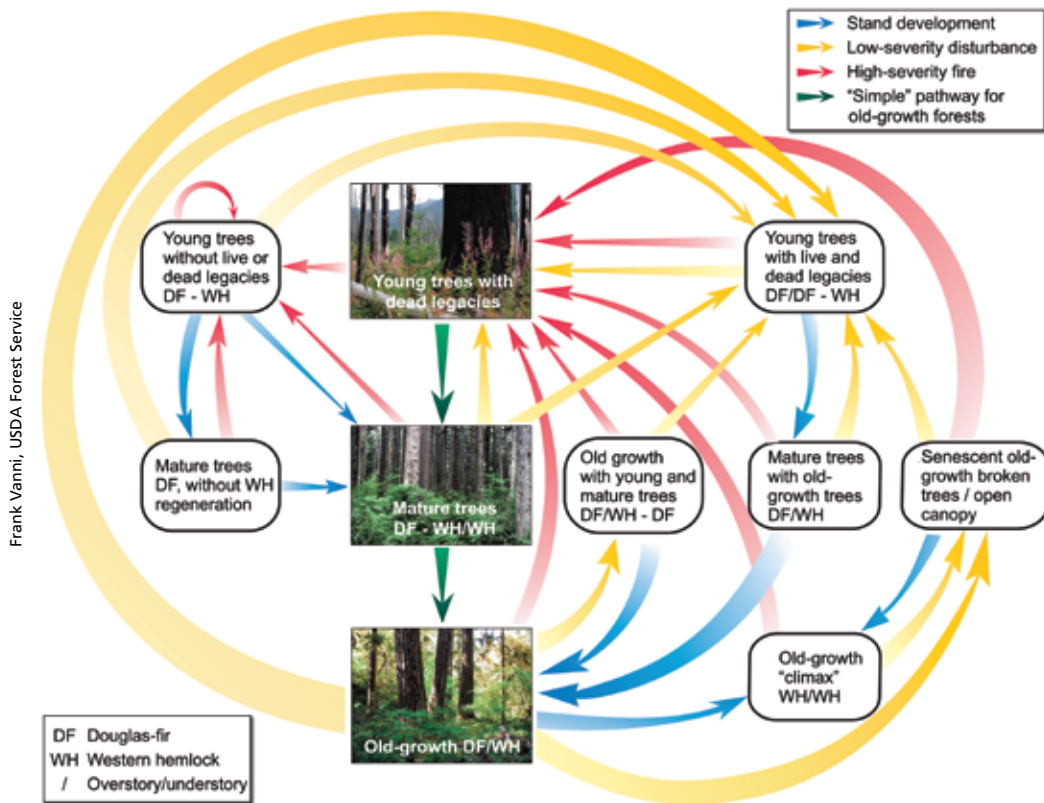 Stand development
Low-severity disturbance
High-severity fire
"Simple" pathway for
old-growth forests
Young trees
without live or
dead legacies
DF - WH
Young trees with
dead legacies
Young trees
with live and
dead legacies
DF/DF - WH
Mature trees
DF, without WH
regeneration
Mature trees
DF - WH/WH
Old growth
with young and
mature trees
DF/WH - DF
Mature trees
with old-
growth trees
DF/WH
Senescent old-
growth broken
trees / open
canopy
Old-growth DF/WH
Old-growth
"climax"
WH/WH
DF Douglas-fir
WH Western hemlock
/ Overstory/understory
Frank Vanni, USDA Forest Service